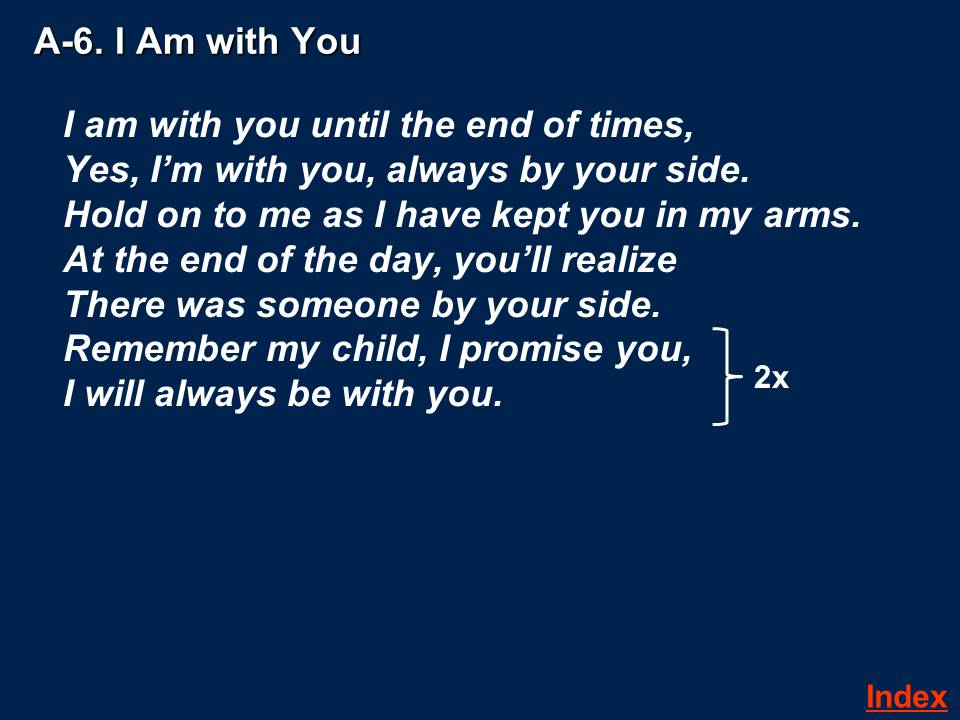 A-6. I Am with You
I am with you until the end of times,
Yes, I’m with you, always by your side.
Hold on to me as I have kept you in my arms.
At the end of the day, you’ll realize
There was someone by your side.
Remember my child, I promise you,
I will always be with you.
2x
Index